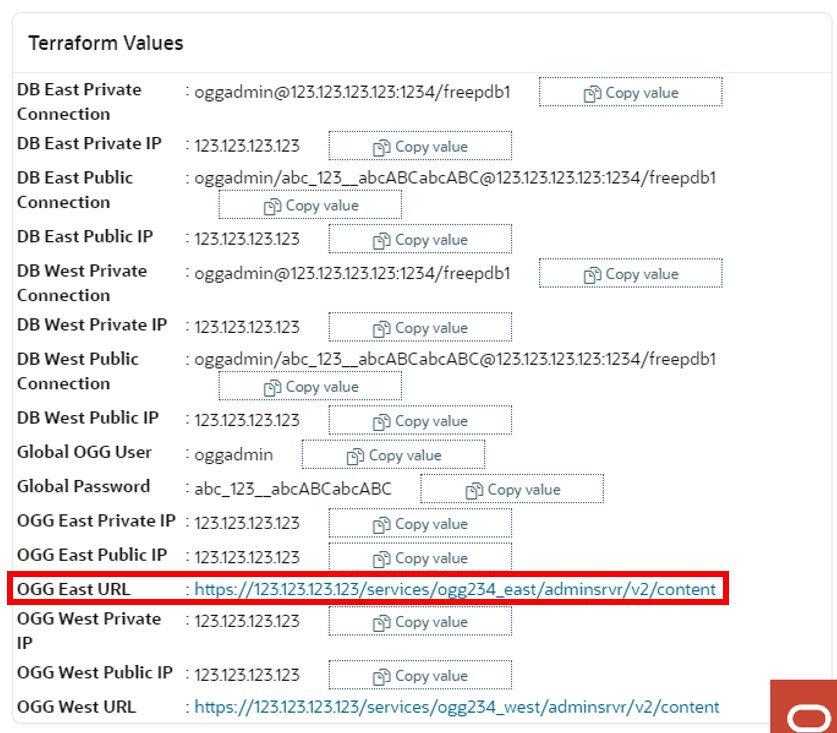 Terraform Values
DB East Private : oggadmin@123.123.123.123:1234/freepdb1 Copy value
Connection
DB East Private IP : 123.123.123.123 Copy value
DB East Public : oggadmin/abc_123__abcABCabcABC@123.123.123.123:1234/freepdb1
Connection Copy value
DB East Public IP : 123.123.123.123 Copy value
DB West Private : oggadmin@123.123.123.123:1234/freepdb1 Copy value
Connection
DB West Private IP : 123.123.123.123 Copy value
DB West Public : oggadmin/abc_123__abcABCabcABC@123.123.123.123:1234/freepdb1
Connection Copy value
DB West Public IP : 123.123.123.123 Copy value
Global OGG User : oggadmin Copy value
Global Password : abc_123__abcABCabcABC Copy value
OGG East Private IP : 123.123.123.123 Copy value
OGG East Public IP : 123.123.123.123 Copy value
OGG East URL : https://123.123.123.123/services/ogg234_east/adminsrvr/v2/content
OGG West Private : 123.123.123.123 Copy value
IP
OGG West Public IP : 123.123.123.123 Copy value
OGG West URL : https://123.123.123.123/services/ogg234_west/adminsrvr/v2/content